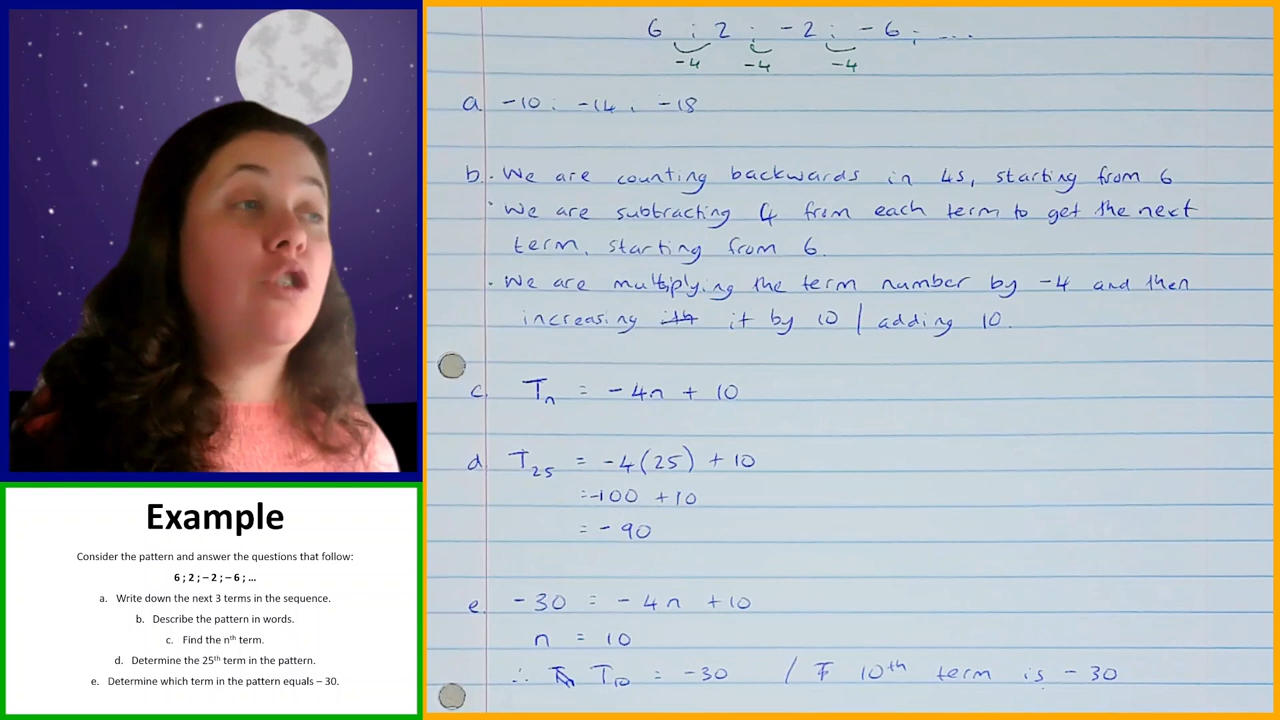 6 ; 2 ; -2 ; -6 ; ...
-4 -4 -4
a. -10 ; -14 ; -18
b. · We are counting backwards in 4s, starting from 6
· We are subtracting 4 from each term to get the next
term, starting from 6.
· We are multiplying the term number by -4 and then
increasing it by 10 / adding 10.
c. Tn = -4n + 10
d. T25 = -4(25) + 10
= -100 + 10
= -90
e. -30 = -4n + 10
n = 10
∴ T10 = -30 / 10th term is -30
Example
Consider the pattern and answer the questions that follow:
6 ; 2 ; – 2 ; – 6 ; ...
a. Write down the next 3 terms in the sequence.
b. Describe the pattern in words.
c. Find the nth term.
d. Determine the 25th term in the pattern.
e. Determine which term in the pattern equals – 30.